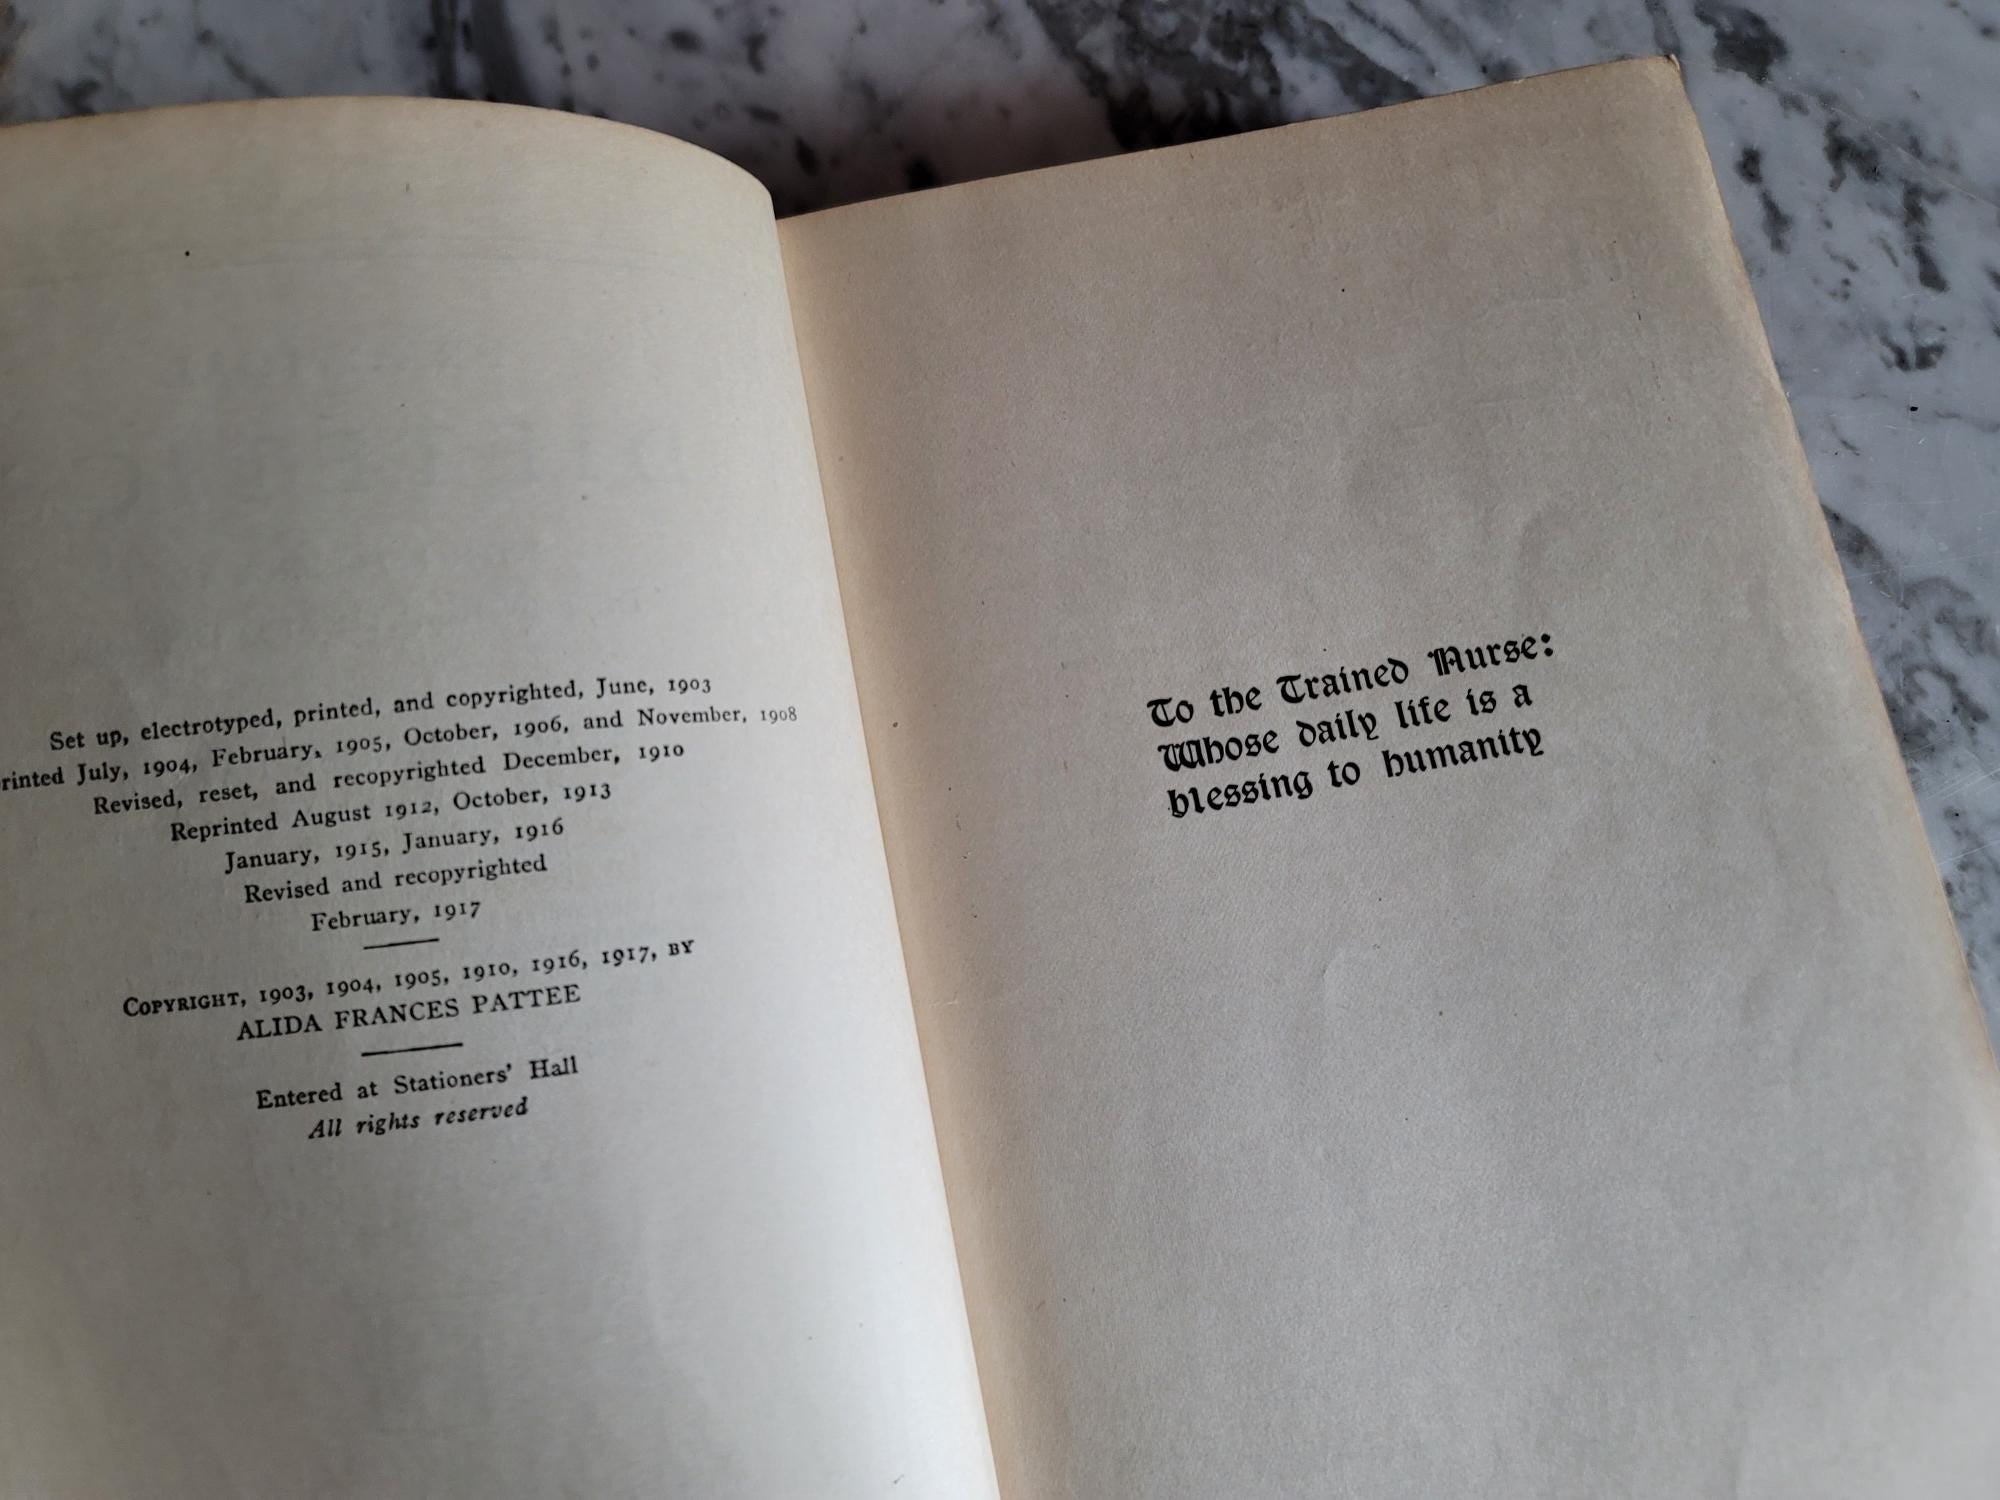 Set up, electrotyped, printed, and copyrighted, June, 1903
rinted July, 1904, February, 1905, October, 1906, and November, 1908
Revised, reset, and recopyrighted December, 1910
Reprinted August 1912, October, 1913
January, 1915, January, 1916
Revised and recopyrighted
February, 1917
COPYRIGHT, 1903, 1904, 1905, 1910, 1916, 1917, BY
ALIDA FRANCES PATTEE
Entered at Stationers' Hall
All rights reserved
To the Trained Nurse:
Whose daily life is a
blessing to humanity